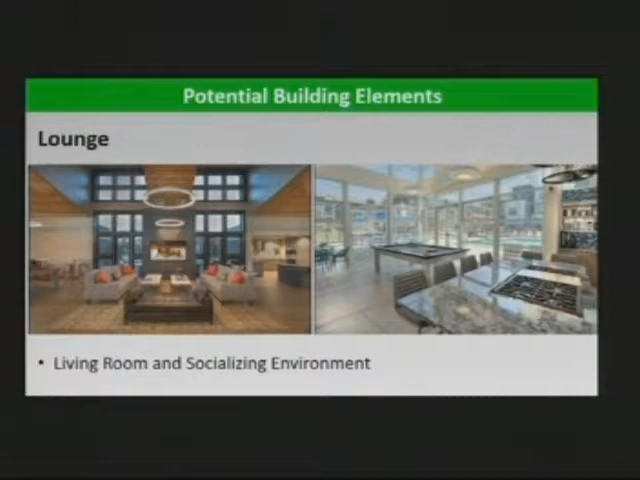 Potential Building Elements
Lounge
• Living Room and Socializing Environment